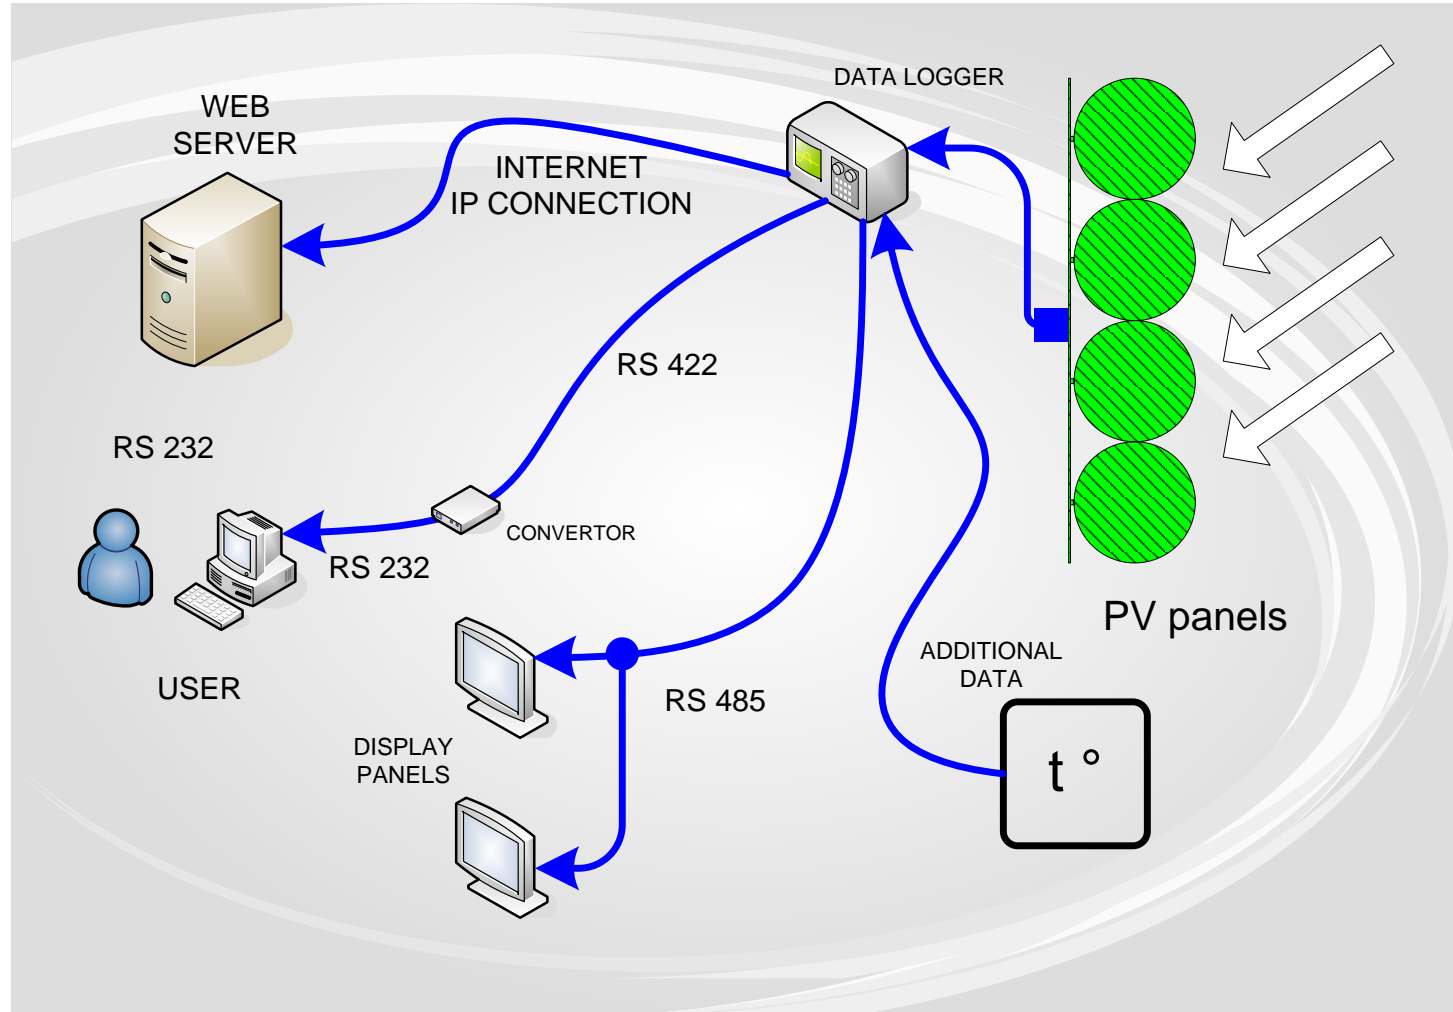 DATA LOGGER
WEB
SERVER
INTERNET
IP CONNECTION
RS 422
RS 232
CONVERTOR
RS 232
USER
PV panels
ADDITIONAL
DATA
RS 485
DISPLAY
PANELS
t °